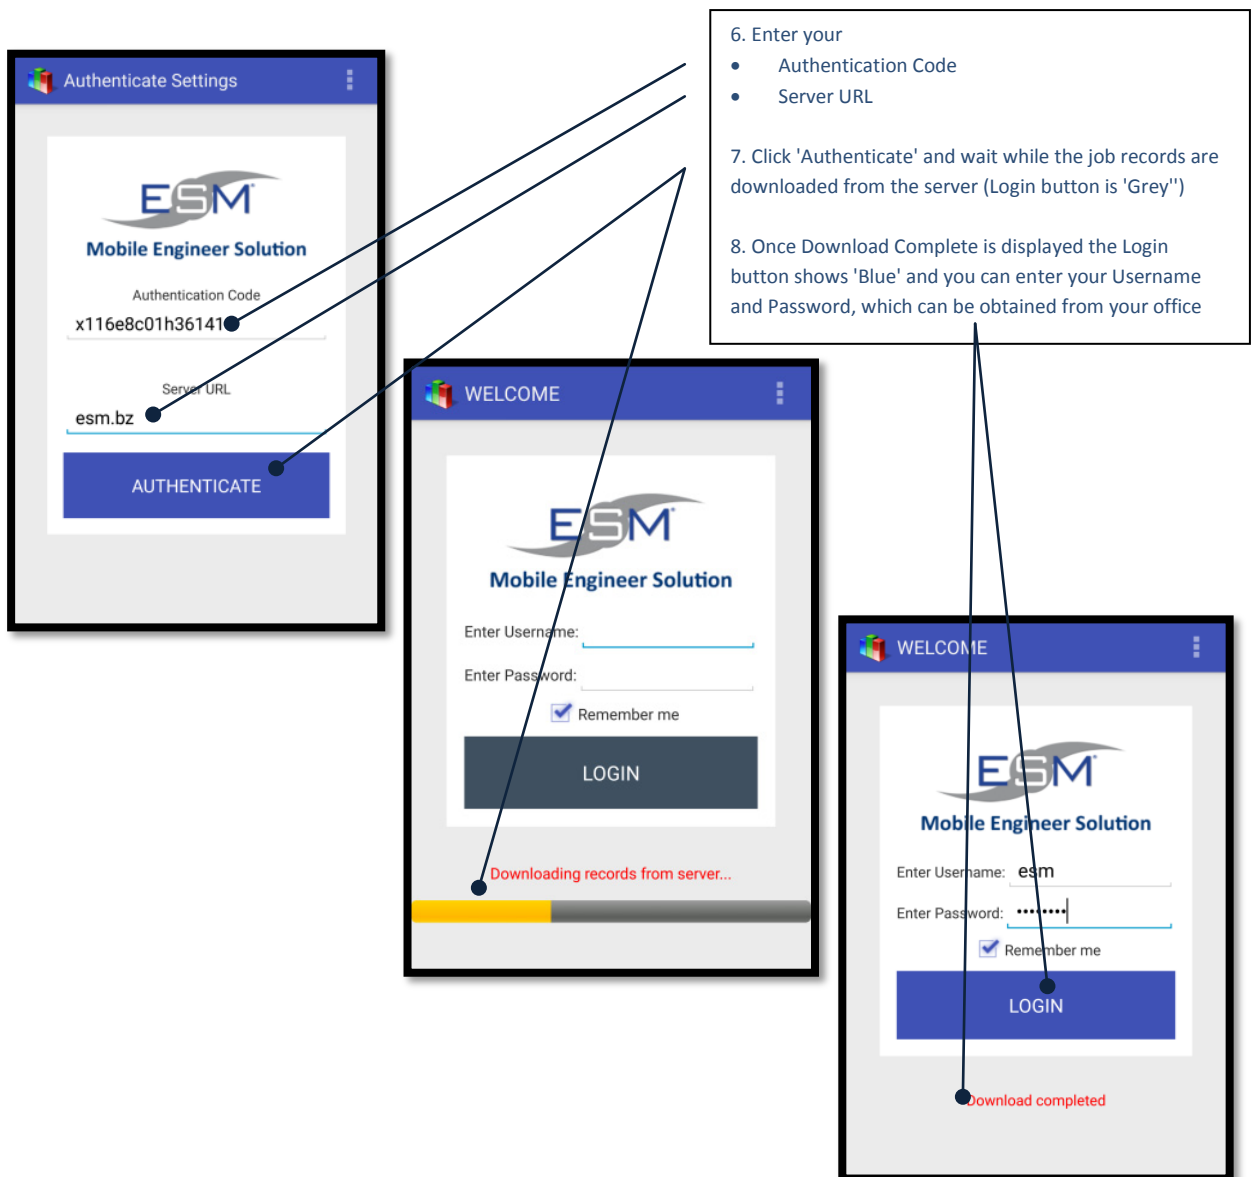 6. Enter your
• Authentication Code
• Server URL
7. Click 'Authenticate' and wait while the job records are
downloaded from the server (Login button is 'Grey'')
8. Once Download Complete is displayed the Login
button shows 'Blue' and you can enter your Username
and Password, which can be obtained from your office
Authenticate Settings
ESM
Mobile Engineer Solution
Authentication Code
x116e8c01h36141
Server URL
esm.bz
AUTHENTICATE
WELCOME
ESM
Mobile Engineer Solution
Enter Username:
Enter Password:
Remember me
LOGIN
Downloading records from server...
WELCOME
ESM
Mobile Engineer Solution
Enter Username: esm
Enter Password: ••••••••
Remember me
LOGIN
Download completed